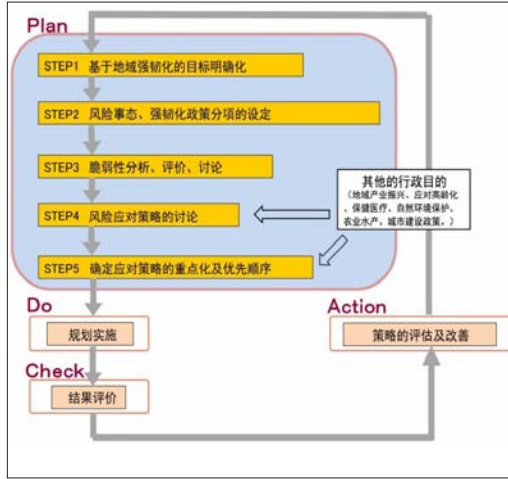 Plan
STEP1 基于地域强韧化的目标明确化
STEP2 风险事态、强韧化政策分项的设定
STEP3 脆弱性分析、评价、讨论
STEP4 风险应对策略的讨论
STEP5 确定应对策略的重点化及优先顺序
其他的行政目的
（地域产业振兴、应对高龄化
，保健医疗、自然环境保护、
农业水产，城市建设政策。）
Do
规划实施
Check
结果评价
Action
策略的评估及改善